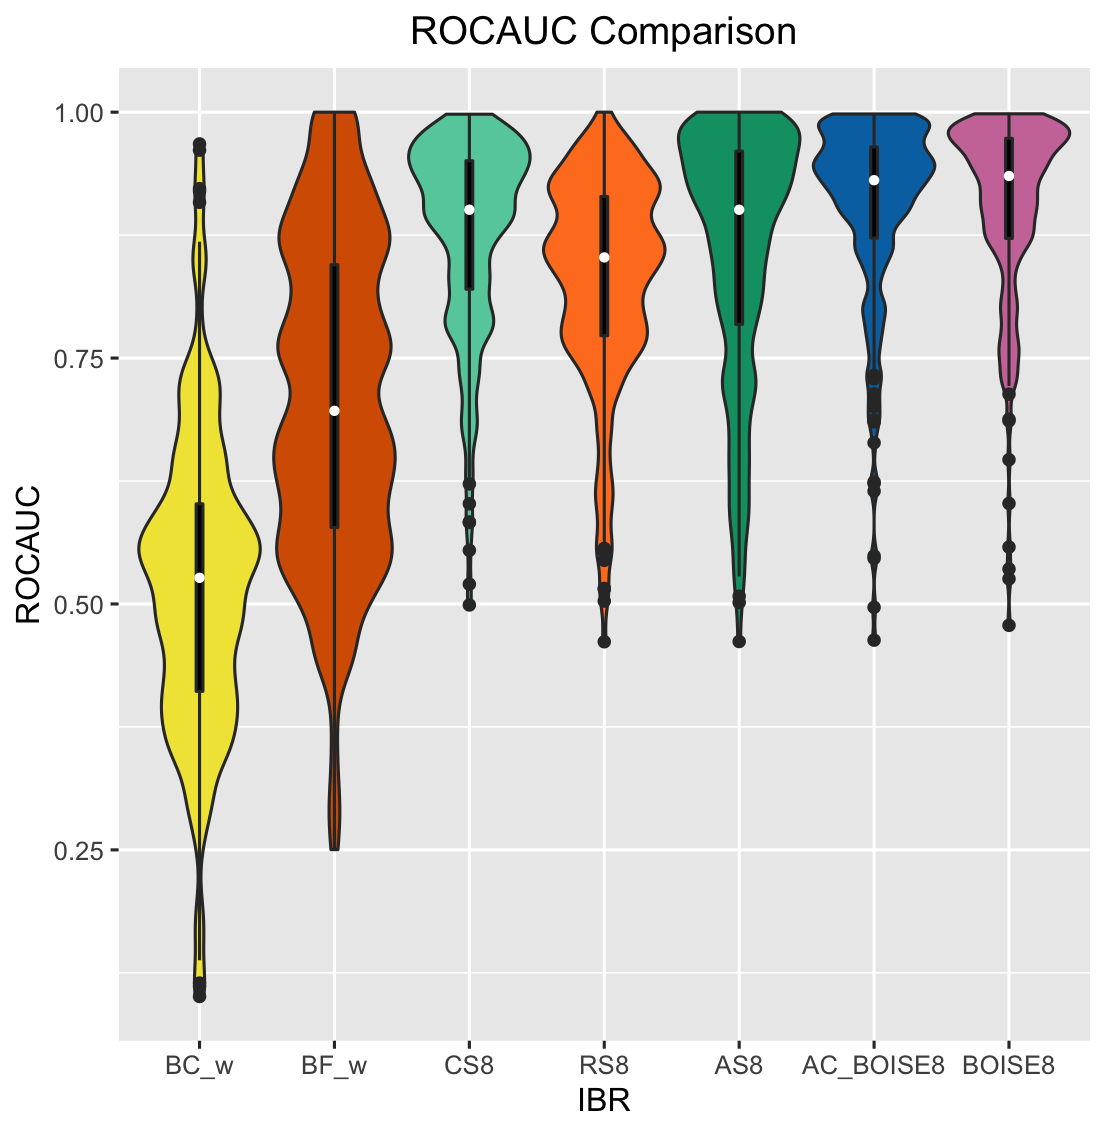 ROCAUC Comparison
ROCAUC
1.00
0.75
0.50
0.25
BC_w BF_w CS8 RS8 AS8 AC_BOISE8 BOISE8
IBR